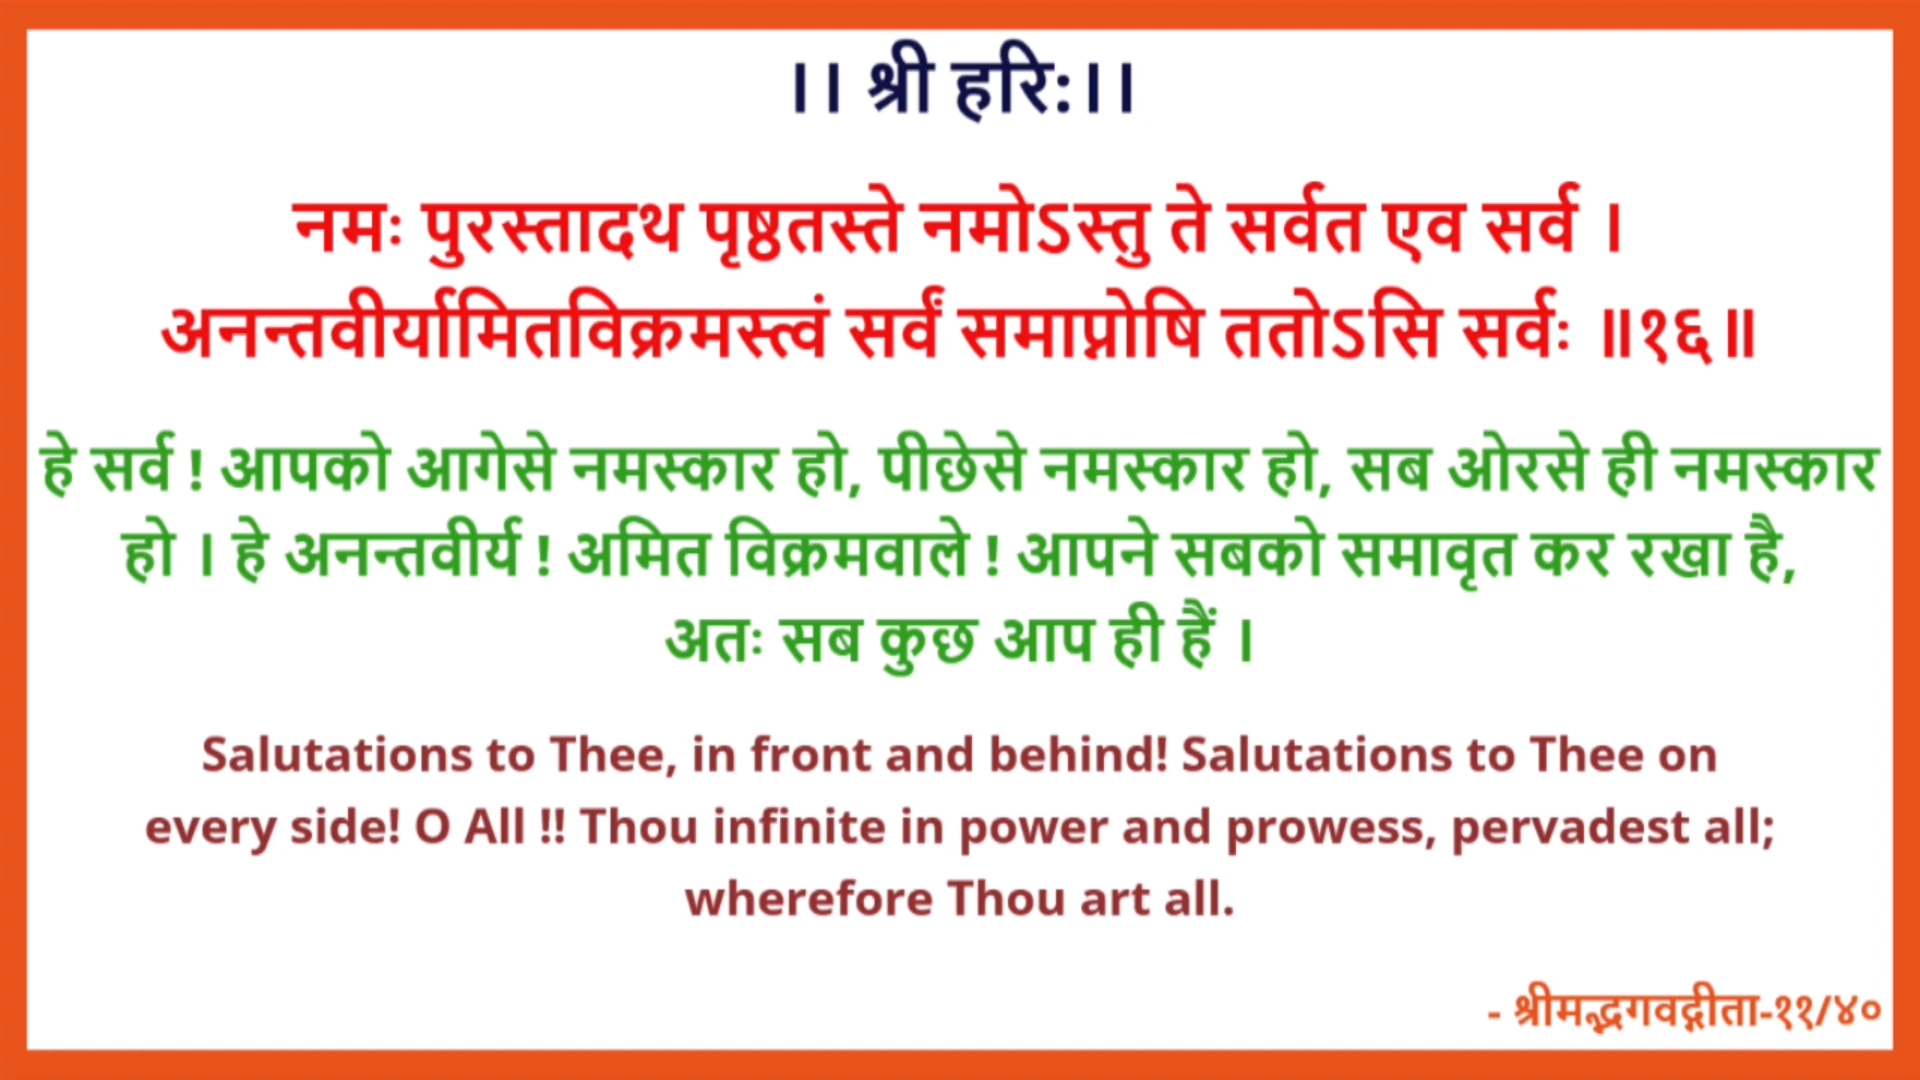 ।। श्री हरि:।।
नमः पुरस्तादथ पृष्ठतस्ते नमोऽस्तु ते सर्वत एव सर्व ।
अनन्तवीर्यामितविक्रमस्त्वं सर्वं समाप्नोषि ततोऽसि सर्वः ॥१६॥
हे सर्व ! आपको आगेसे नमस्कार हो, पीछेसे नमस्कार हो, सब ओरसे ही नमस्कार
हो । हे अनन्तवीर्य ! अमित विक्रमवाले ! आपने सबको समावृत कर रखा है,
अतः सब कुछ आप ही हैं ।
Salutations to Thee, in front and behind! Salutations to Thee on
every side! O All !! Thou infinite in power and prowess, pervadest all;
wherefore Thou art all.
- श्रीमद्भगवद्गीता-११/४०